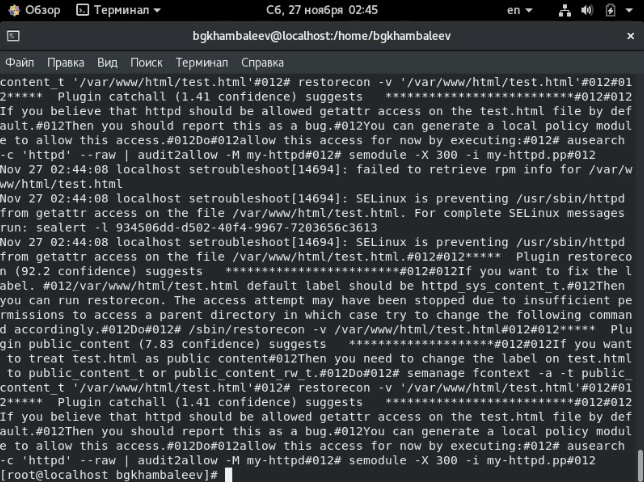 Обзор Терминал Сб, 27 ноября 02:45 en
bgkhambaleev@localhost:/home/bgkhambaleev
Файл Правка Вид Поиск Терминал Справка
content_t '/var/www/html/test.html'#012# restorecon -v '/var/www/html/test.html'#012#01
2***** Plugin catchall (1.41 confidence) suggests **************************#012#012
If you believe that httpd should be allowed getattr access on the test.html file by def
ault.#012Then you should report this as a bug.#012You can generate a local policy modul
e to allow this access.#012Do#012allow this access for now by executing:#012# ausearch
-c 'httpd' --raw | audit2allow -M my-httpd#012# semodule -X 300 -i my-httpd.pp#012
Nov 27 02:44:08 localhost setroubleshoot[14694]: failed to retrieve rpm info for /var/w
ww/html/test.html
Nov 27 02:44:08 localhost setroubleshoot[14694]: SELinux is preventing /usr/sbin/httpd
from getattr access on the file /var/www/html/test.html. For complete SELinux messages
run: sealert -l 934506dd-d502-40f4-9967-7203656c3613
Nov 27 02:44:08 localhost setroubleshoot[14694]: SELinux is preventing /usr/sbin/httpd
from getattr access on the file /var/www/html/test.html.#012#012***** Plugin restoreco
n (92.2 confidence) suggests ************************#012#012If you want to fix the l
abel. #012/var/www/html/test.html default label should be httpd_sys_content_t.#012Then
you can run restorecon. The access attempt may have been stopped due to insufficient pe
rmissions to access a parent directory in which case try to change the following comman
d accordingly.#012Do#012# /sbin/restorecon -v /var/www/html/test.html#012#012***** Plu
gin public_content (7.83 confidence) suggests ********************#012#012If you want
to treat test.html as public content#012Then you need to change the label on test.html
to public_content_t or public_content_rw_t.#012Do#012# semanage fcontext -a -t public_
content_t '/var/www/html/test.html'#012# restorecon -v '/var/www/html/test.html'#012#01
2***** Plugin catchall (1.41 confidence) suggests **************************#012#012
If you believe that httpd should be allowed getattr access on the test.html file by def
ault.#012Then you should report this as a bug.#012You can generate a local policy modul
e to allow this access.#012Do#012allow this access for now by executing:#012# ausearch
-c 'httpd' --raw | audit2allow -M my-httpd#012# semodule -X 300 -i my-httpd.pp#012
[root@localhost bgkhambaleev]#